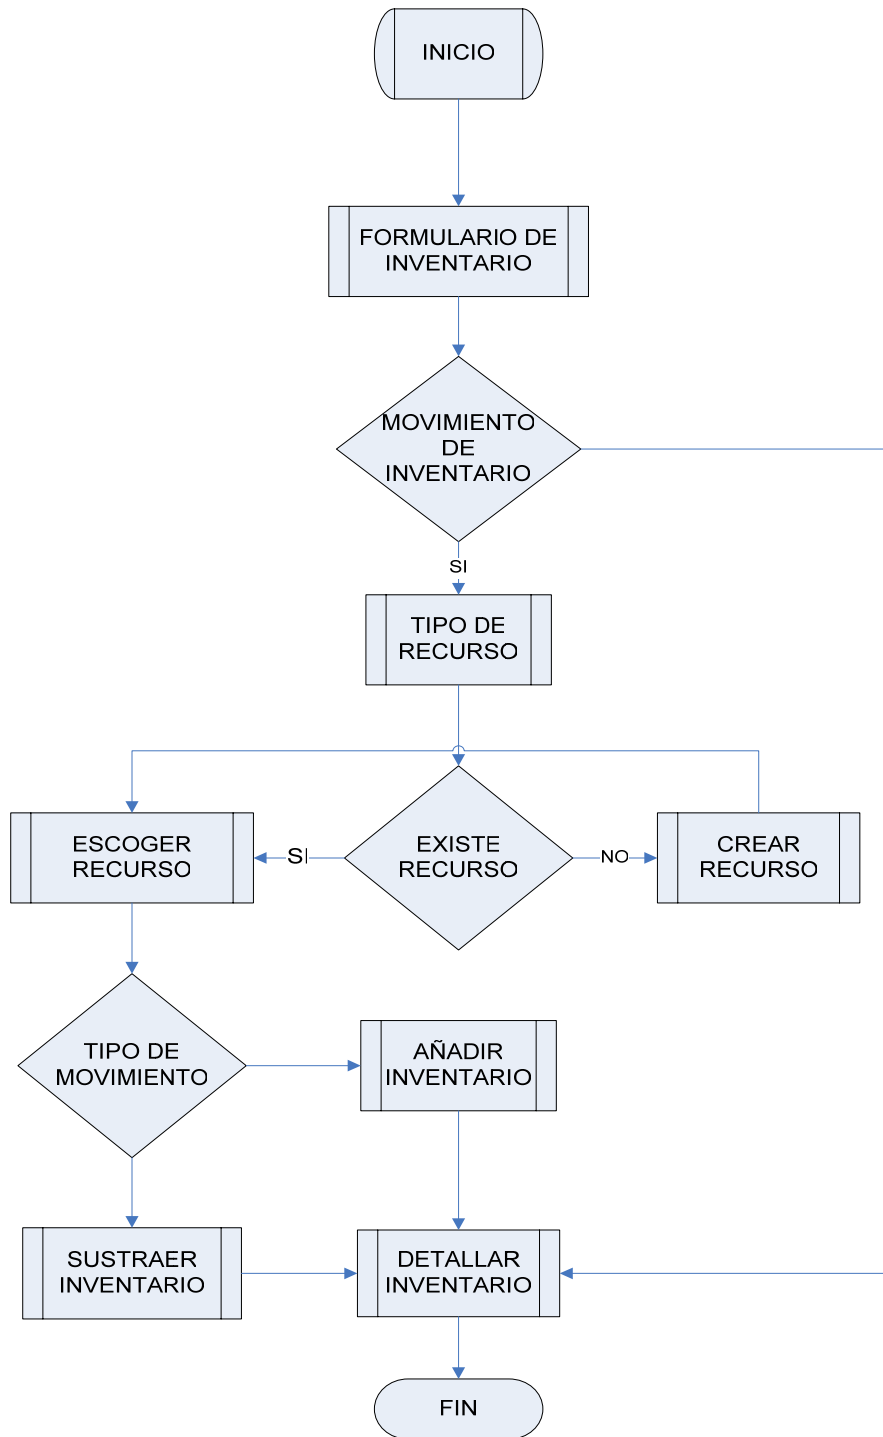 INICIO
FORMULARIO DE
INVENTARIO
MOVIMIENTO
DE
INVENTARIO
SI
TIPO DE
RECURSO
ESCOGER
RECURSO
SI
EXISTE
RECURSO
NO
CREAR
RECURSO
TIPO DE
MOVIMIENTO
AÑADIR
INVENTARIO
SUSTRAER
INVENTARIO
DETALLAR
INVENTARIO
FIN